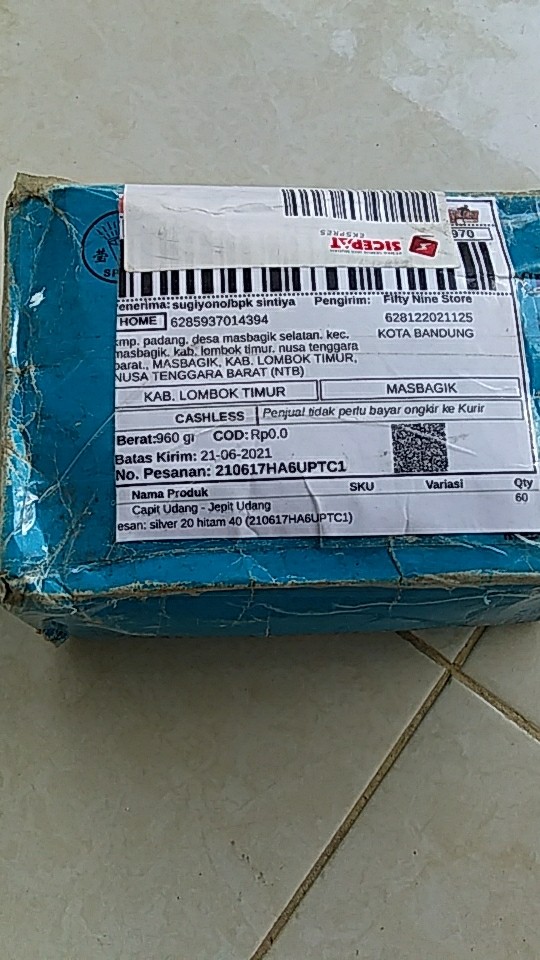 SICEPAT
EKSPRES
970
enerima: sugiyono/bpk sintiya Pengirim: Fifty Nine Store
HOME 6285937014394 628122021125
mp. padang, desa masbagik selatan. kec. KOTA BANDUNG
masbagik, kab. lombok timur, nusa tenggara
barat., MASBAGIK, KAB. LOMBOK TIMUR,
NUSA TENGGARA BARAT (NTB)
KAB. LOMBOK TIMUR MASBAGIK
CASHLESS Penjual tidak perlu bayar ongkir ke Kurir
Berat:960 gr COD:Rp0.0
Batas Kirim: 21-06-2021
No. Pesanan: 210617HA6UPTC1
Nama Produk SKU Variasi Qty
Capit Udang - Jepit Udang 60
esan: silver 20 hitam 40 (210617HA6UPTC1)